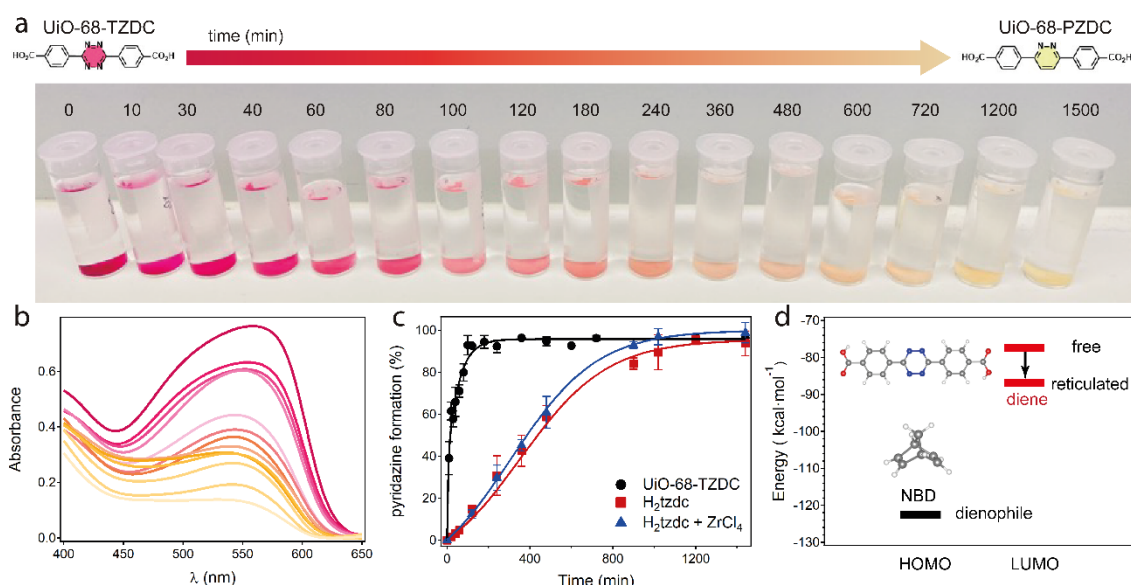 a
UiO-68-TZDC
time (min)
UiO-68-PZDC
HO₂C
N N
N N
CO₂H
HO₂C
N N
CO₂H
0 10 30 40 60 80 100 120 180 240 360 480 600 720 1200 1500
b
Absorbance
0.6
0.4
0.2
0.0
400 450 500 550 600 650
λ (nm)
c
pyridazine formation (%)
100
80
60
40
20
0
UiO-68-TZDC
H₂tzdc
H₂tzdc + ZrCl₄
0 400 800 1200
Time (min)
d
Energy ( kcal·mol⁻¹)
-70
-80
-90
-100
-110
-120
-130
free
reticulated
diene
NBD
dienophile
HOMO LUMO